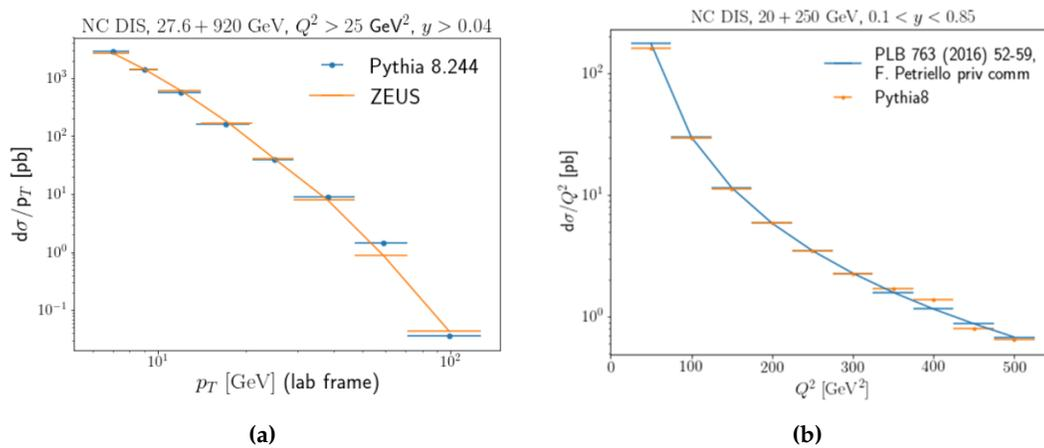 NC DIS, 27.6 + 920 GeV, Q² > 25 GeV², y > 0.04
Pythia 8.244
ZEUS
10³
10²
10¹
10⁰
10⁻¹
dσ/p_T [pb]
10¹
10²
p_T [GeV] (lab frame)
(a)
NC DIS, 20 + 250 GeV, 0.1 < y < 0.85
PLB 763 (2016) 52-59,
F. Petriello priv comm
Pythia8
10²
10¹
10⁰
dσ/Q² [pb]
0
100
200
300
400
500
Q² [GeV²]
(b)